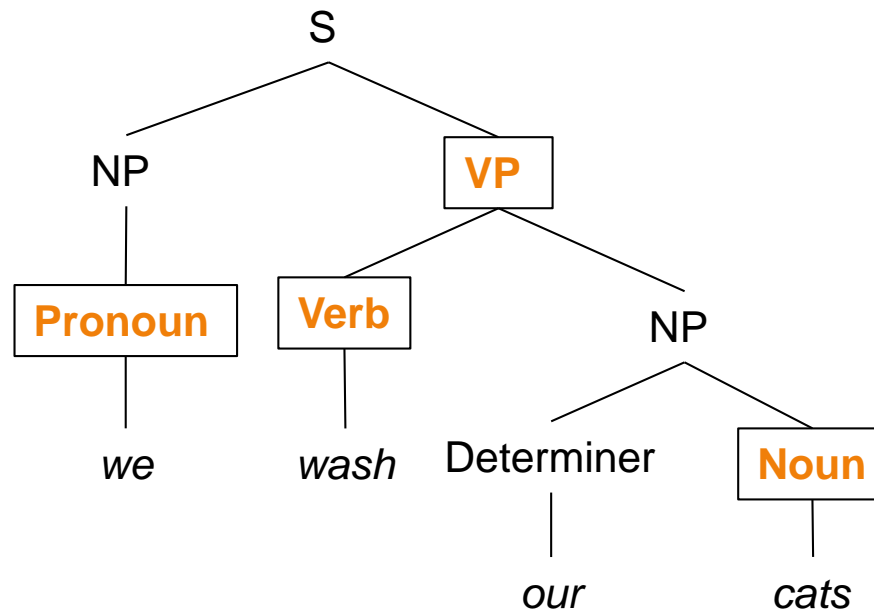 S
NP VP
Pronoun Verb NP
we wash Determiner Noun
our cats